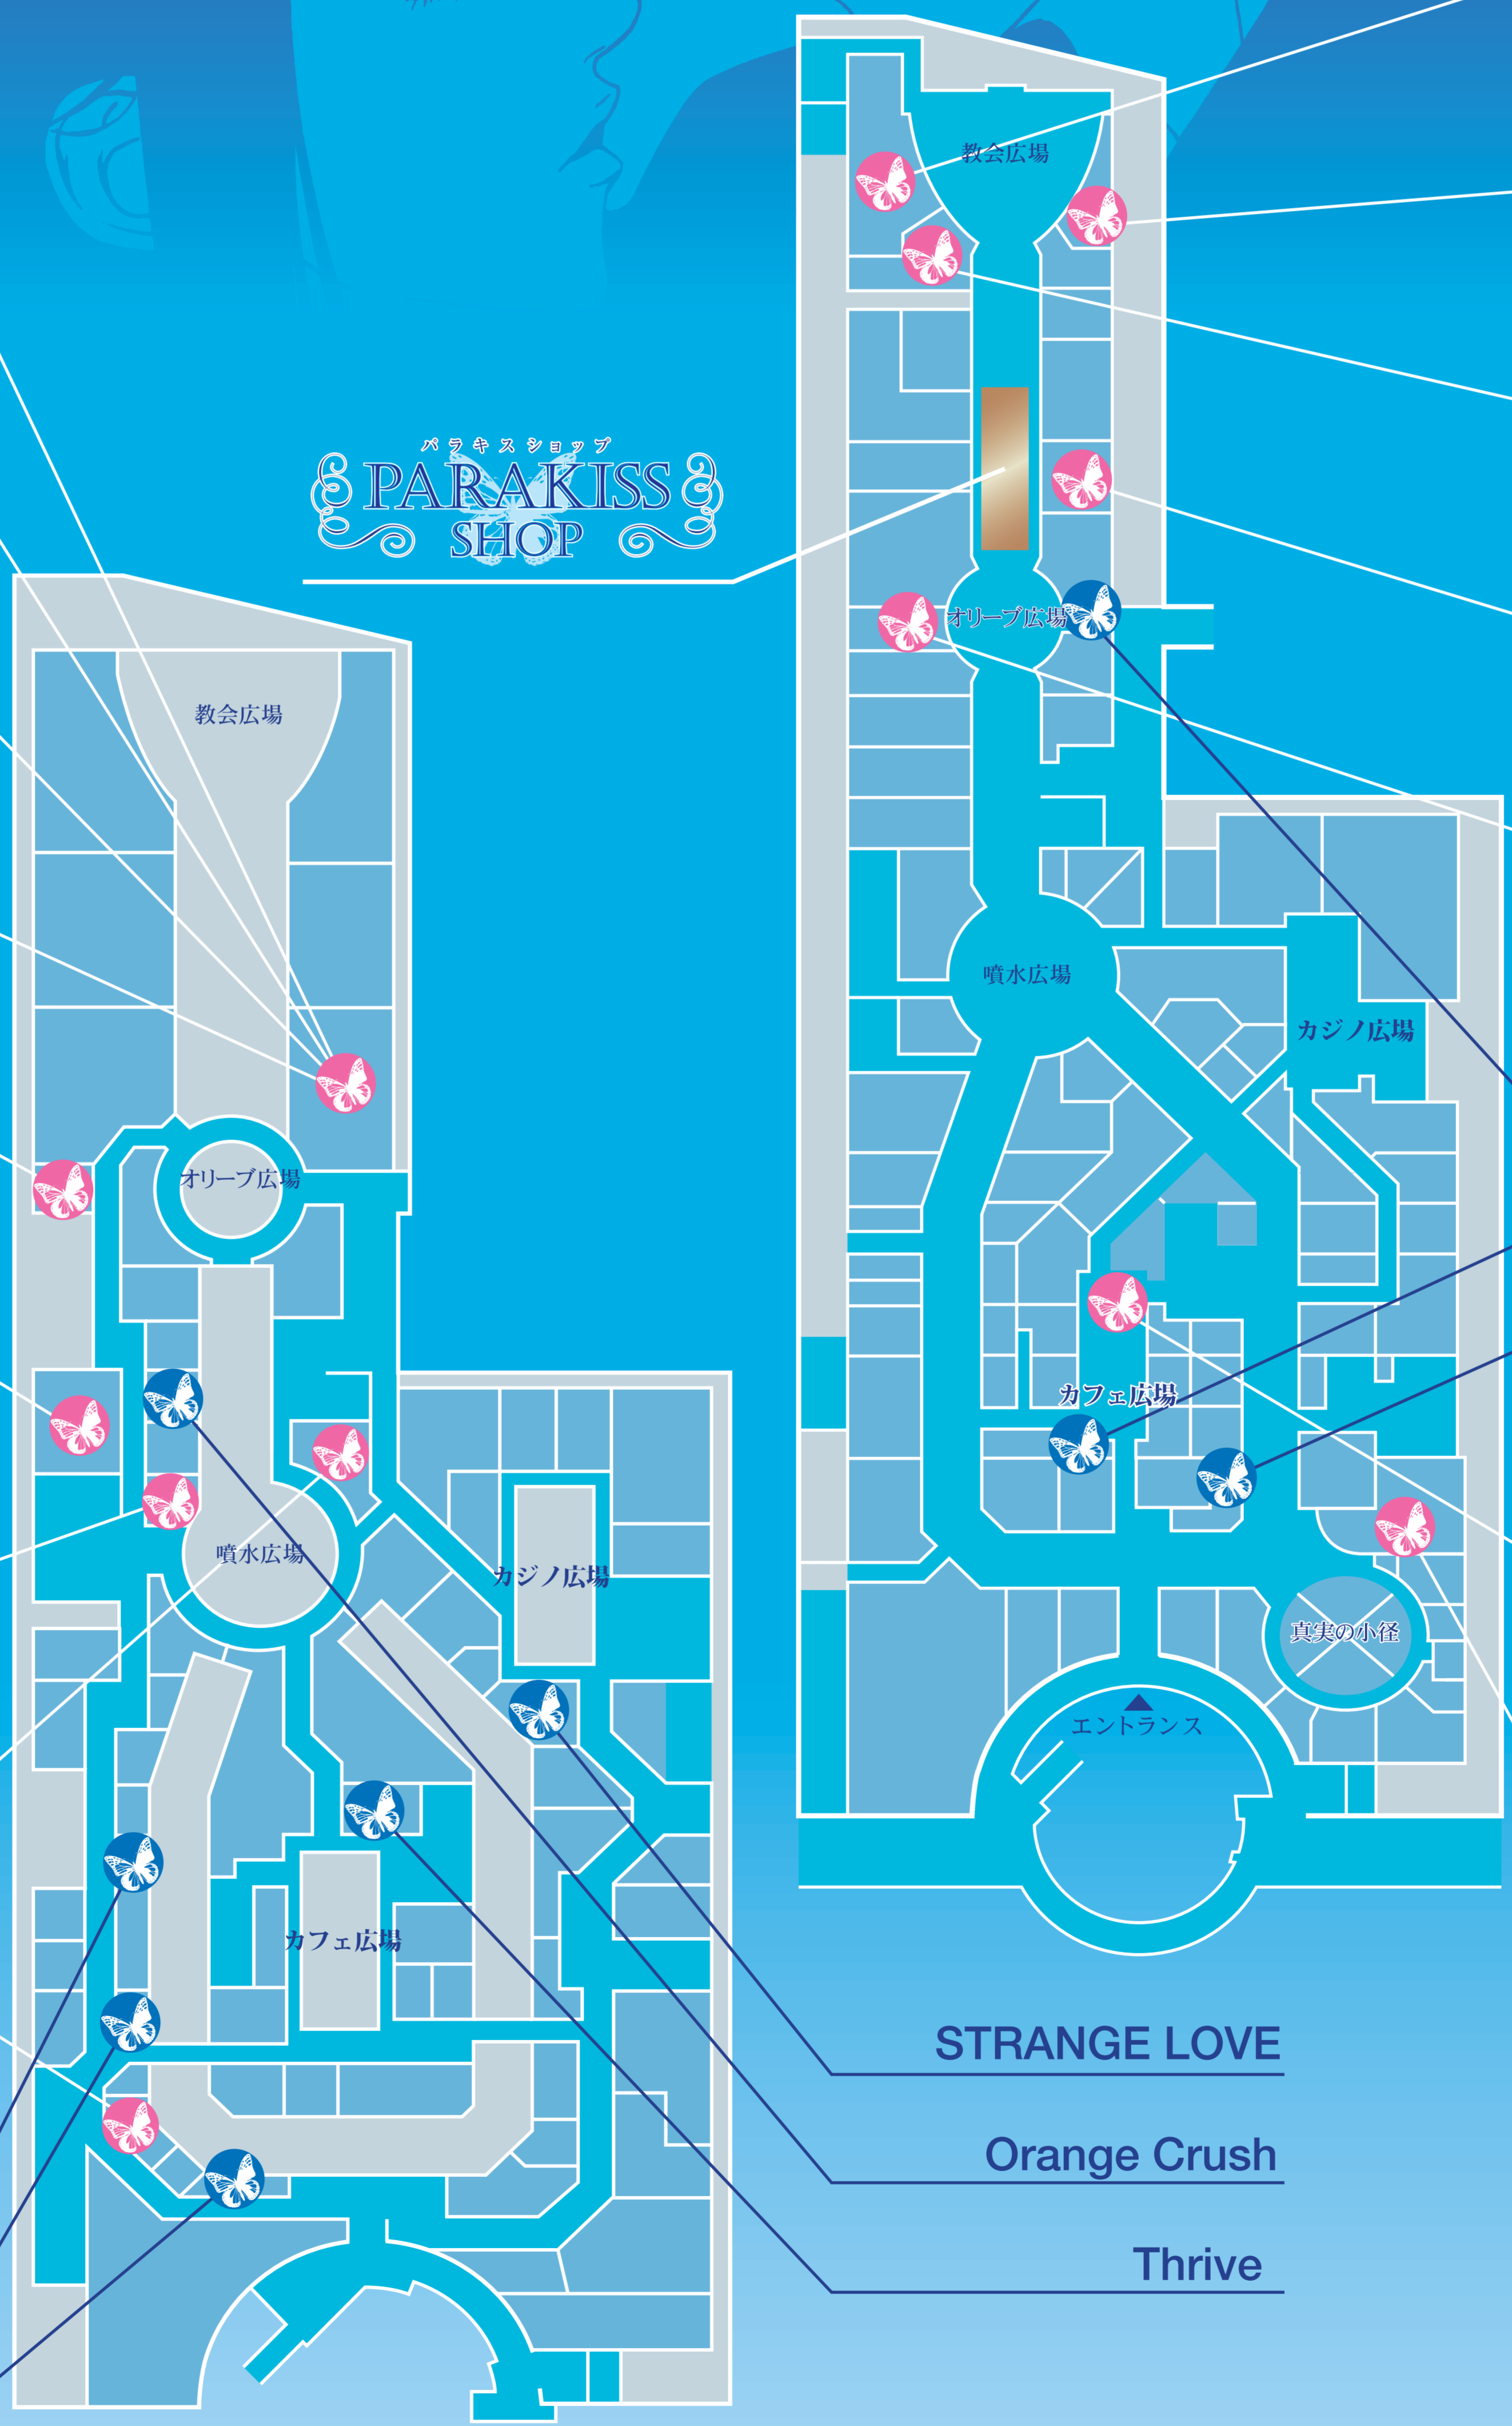 教会広場
パラキスショップ
PARAKISS
SHOP
オリーブ広場
教会広場
噴水広場
カジノ広場
オリーブ広場
カフェ広場
噴水広場
カジノ広場
真実の小径
エントランス
カフェ広場
STRANGE LOVE
Orange Crush
Thrive